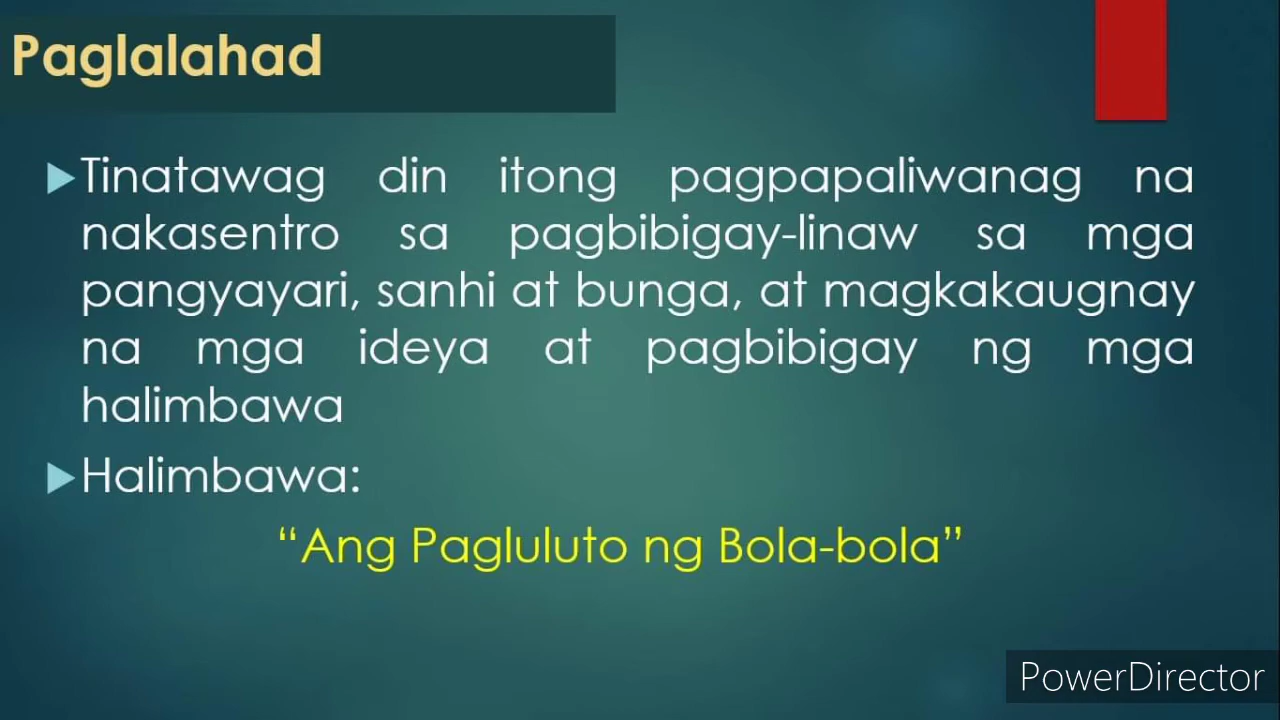 Paglalahad
Tinatawag din itong pagpapaliwanag na
nakasentro sa pagbibigay-linaw sa mga
pangyayari, sanhi at bunga, at magkakaugnay
na mga ideya at pagbibigay ng mga
halimbawa
Halimbawa:
“Ang Pagluluto ng Bola-bola”
PowerDirector